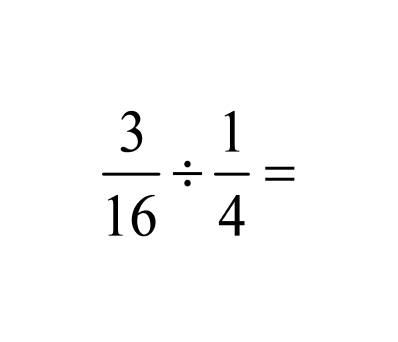 3/16 ÷ 1/4 =